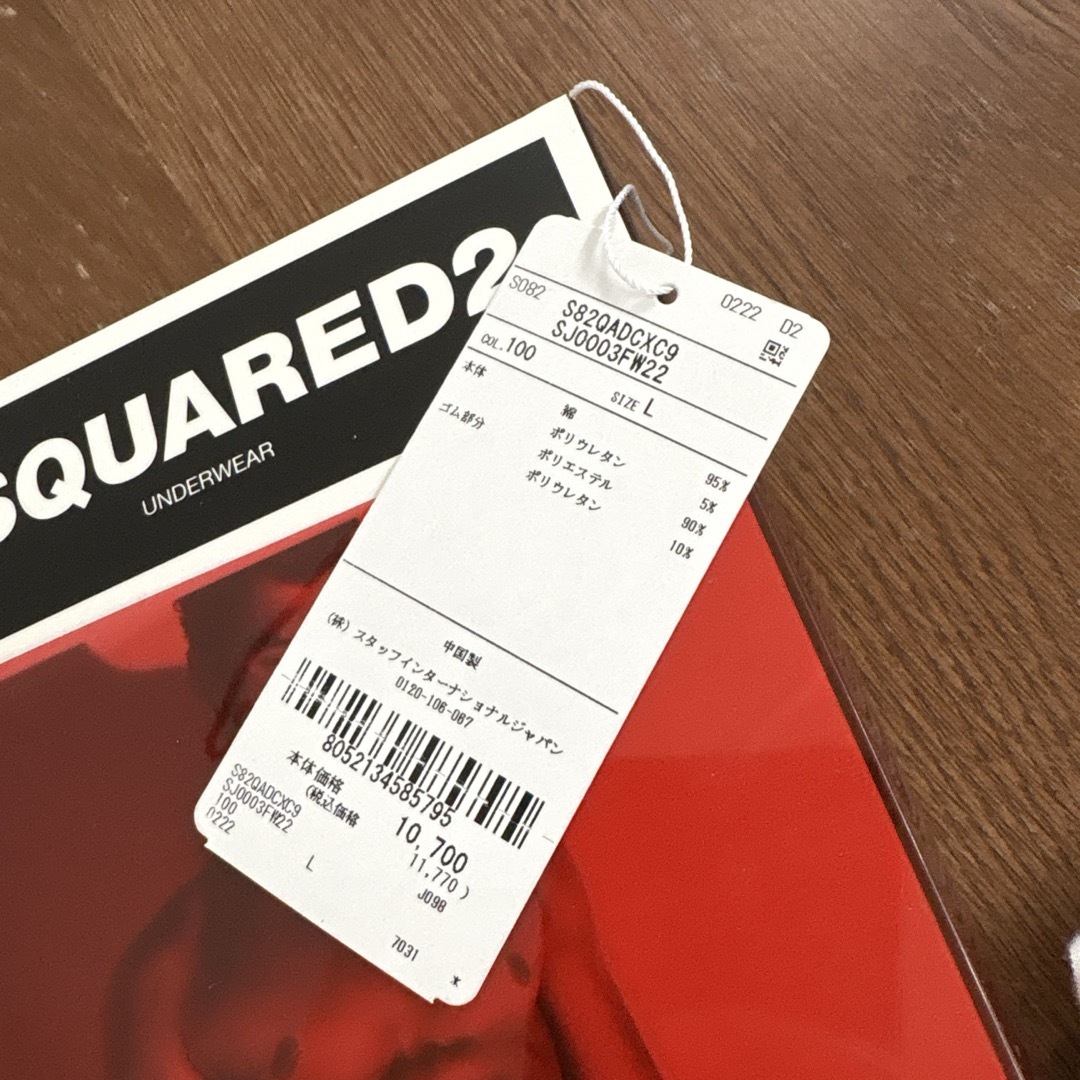 SQUARED2
UNDERWEAR
S082 0222 D2
S82QADCXC9
SJ0003FW22
COL.100 SIZE L
本体 綿 95%
ポリウレタン 5%
ゴム部分 ポリエステル 90%
ポリウレタン 10%
中国製
(株)スタッフインターナショナルジャパン
0120-106-067
8052134585795
本体価格 10,700
(税込価格 11,770)
S82QADCXC9 J098
SJ0003FW22
100
0222
L 7031
*